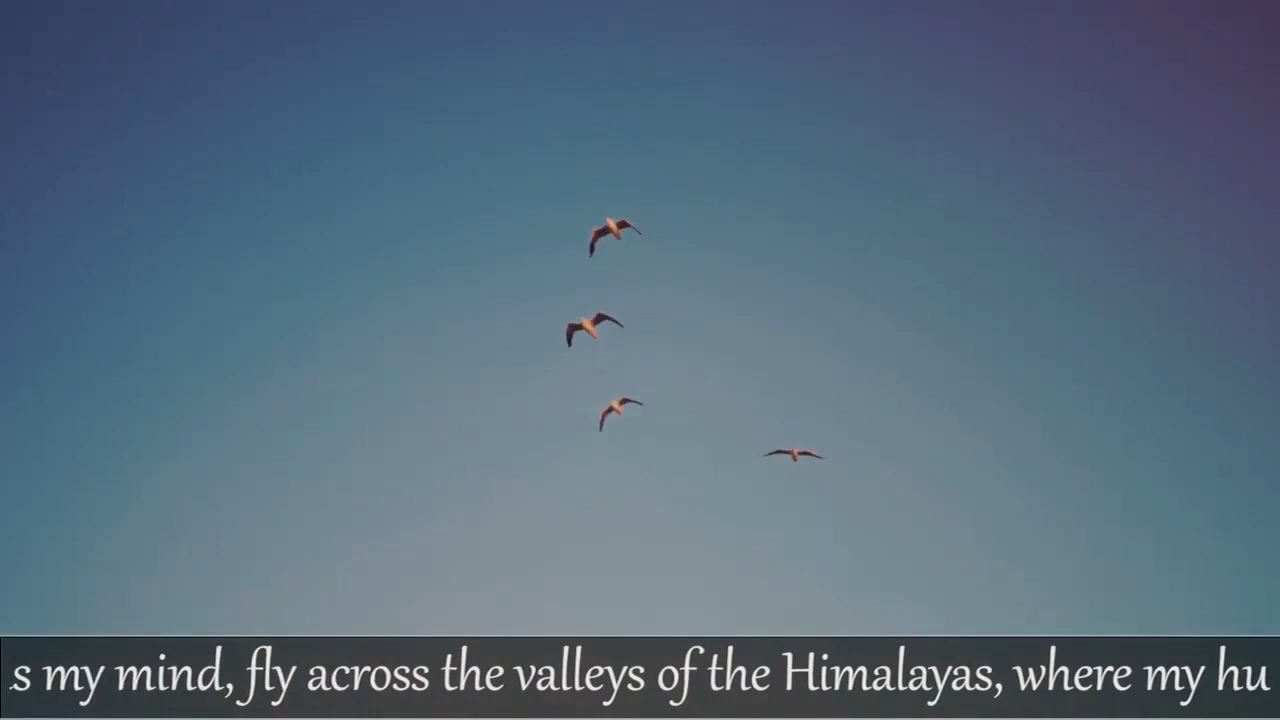 s my mind, fly across the valleys of the Himalayas, where my hu